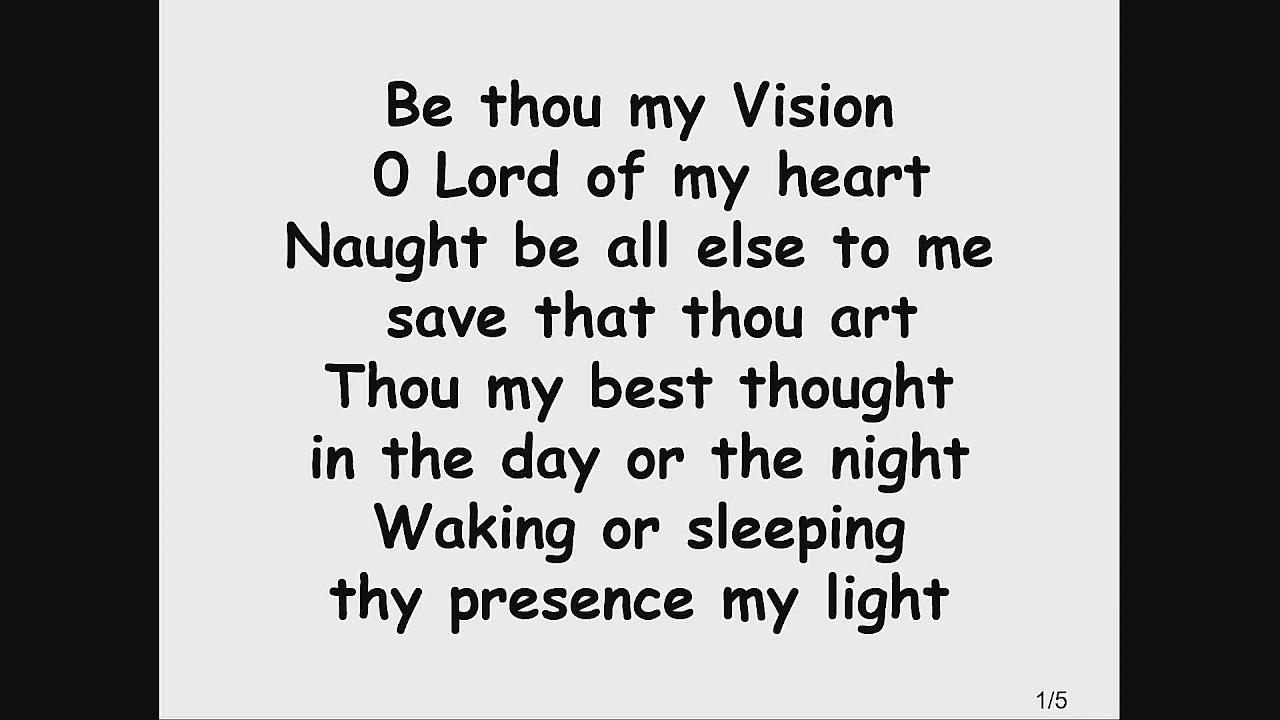 Be thou my Vision
O Lord of my heart
Naught be all else to me
save that thou art
Thou my best thought
in the day or the night
Waking or sleeping
thy presence my light
1/5